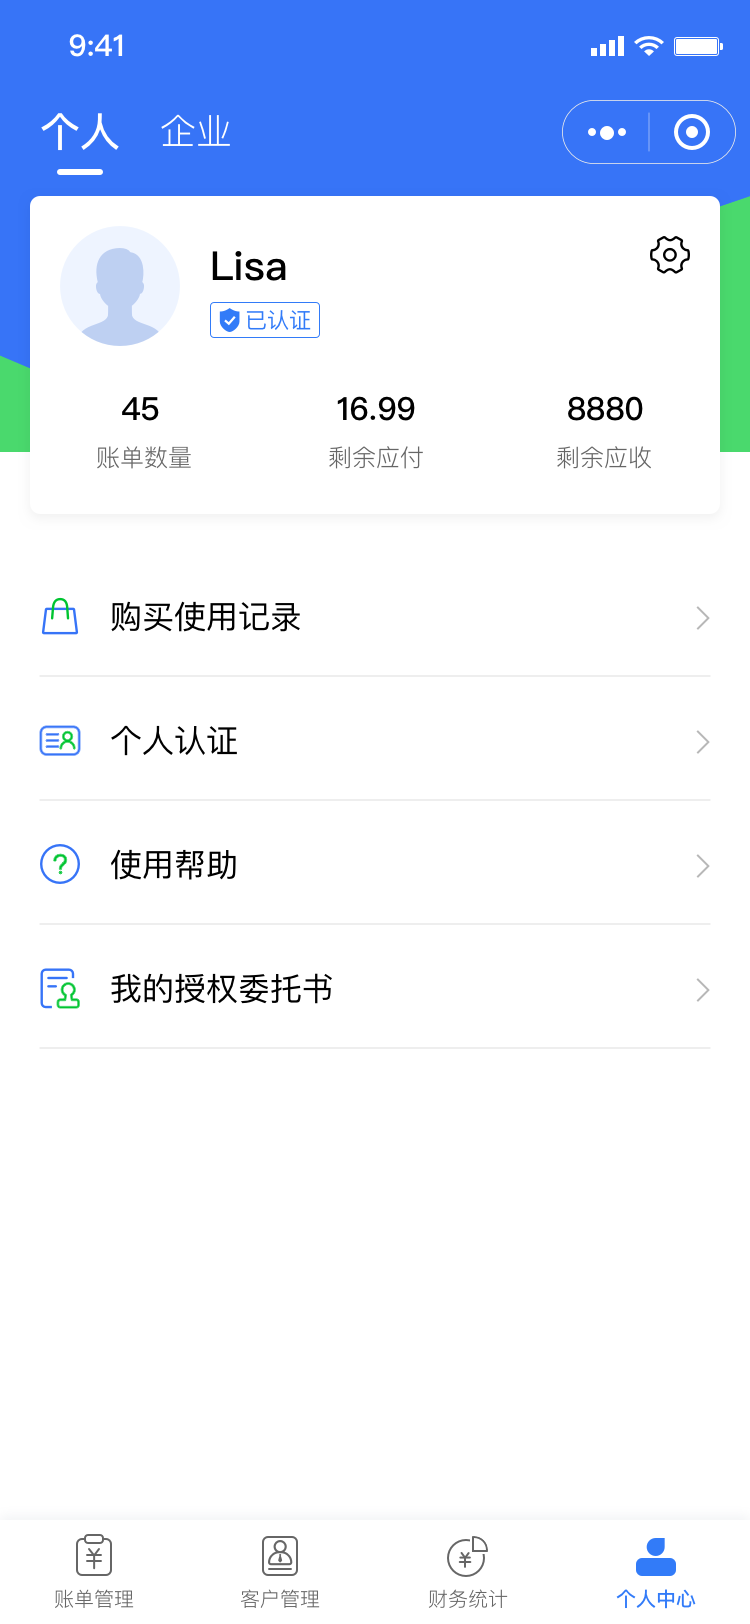 9:41
个人 企业
Lisa
已认证
45 16.99 8880
账单数量 剩余应付 剩余应收
购买使用记录
个人认证
使用帮助
我的授权委托书
账单管理 客户管理 财务统计 个人中心